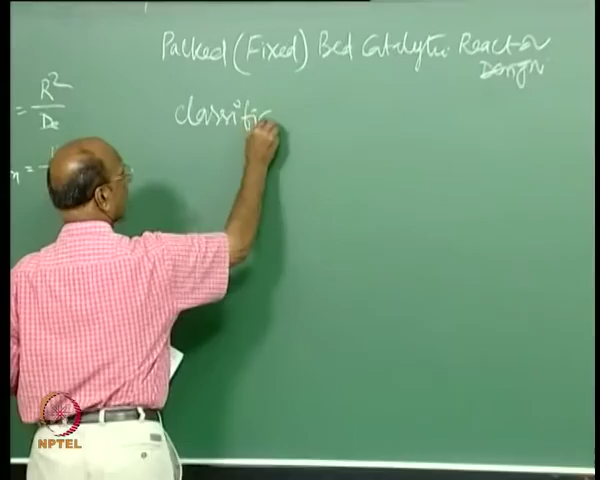 Packed (Fixed) Bed Catalytic Reactor
Design
= R² / De
classific
NPTEL